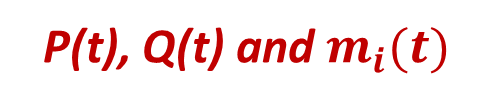 P(t), Q(t) and mᵢ(t)